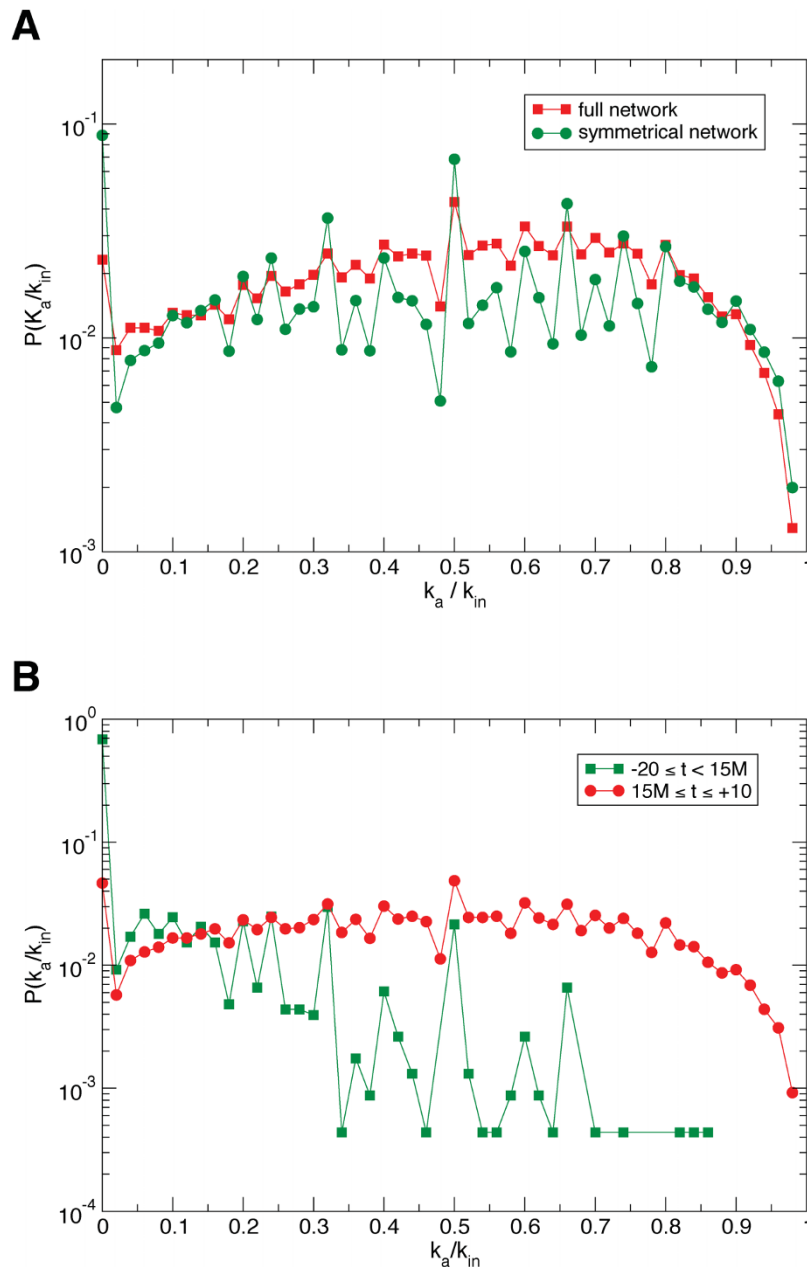 A
full network
symmetrical network
10^-1
10^-2
10^-3
P(K_a/k_in)
0 0.1 0.2 0.3 0.4 0.5 0.6 0.7 0.8 0.9 1
k_a / k_in
B
-20 ≤ t < 15M
15M ≤ t ≤ +10
10^0
10^-1
10^-2
10^-3
10^-4
P(k_a/k_in)
0 0.1 0.2 0.3 0.4 0.5 0.6 0.7 0.8 0.9 1
k_a/k_in